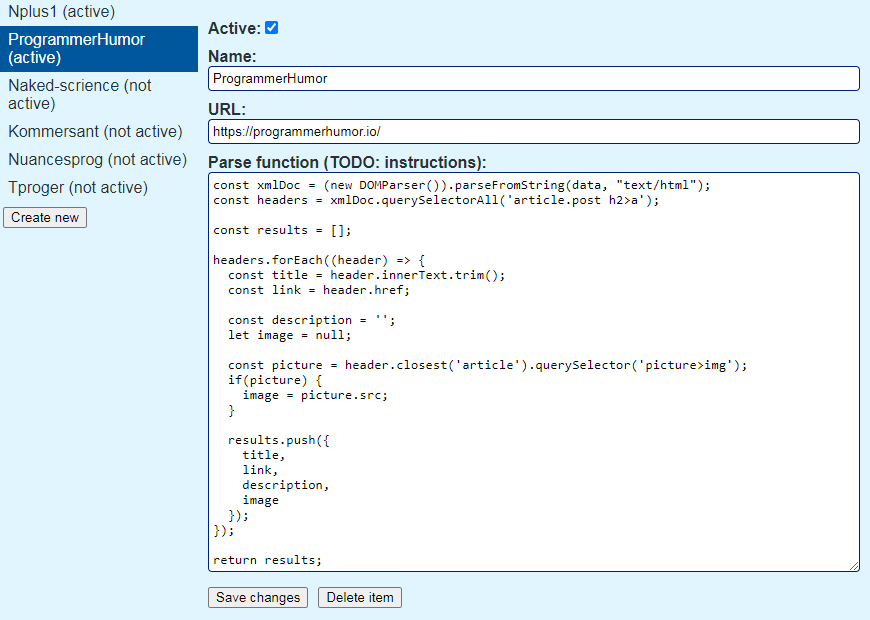 Nplus1 (active)
ProgrammerHumor
(active)
Naked-scrience (not
active)
Kommersant (not active)
Nuancesprog (not active)
Tproger (not active)
Create new
Active:
Name:
ProgrammerHumor
URL:
https://programmerhumor.io/
Parse function (TODO: instructions):
const xmlDoc = (new DOMParser()).parseFromString(data, "text/html");
const headers = xmlDoc.querySelectorAll('article.post h2>a');
const results = [];
headers.forEach((header) => {
  const title = header.innerText.trim();
  const link = header.href;
  const description = '';
  let image = null;
  const picture = header.closest('article').querySelector('picture>img');
  if(picture) {
    image = picture.src;
  }
  results.push({
    title,
    link,
    description,
    image
  });
});
return results;
Save changes
Delete item